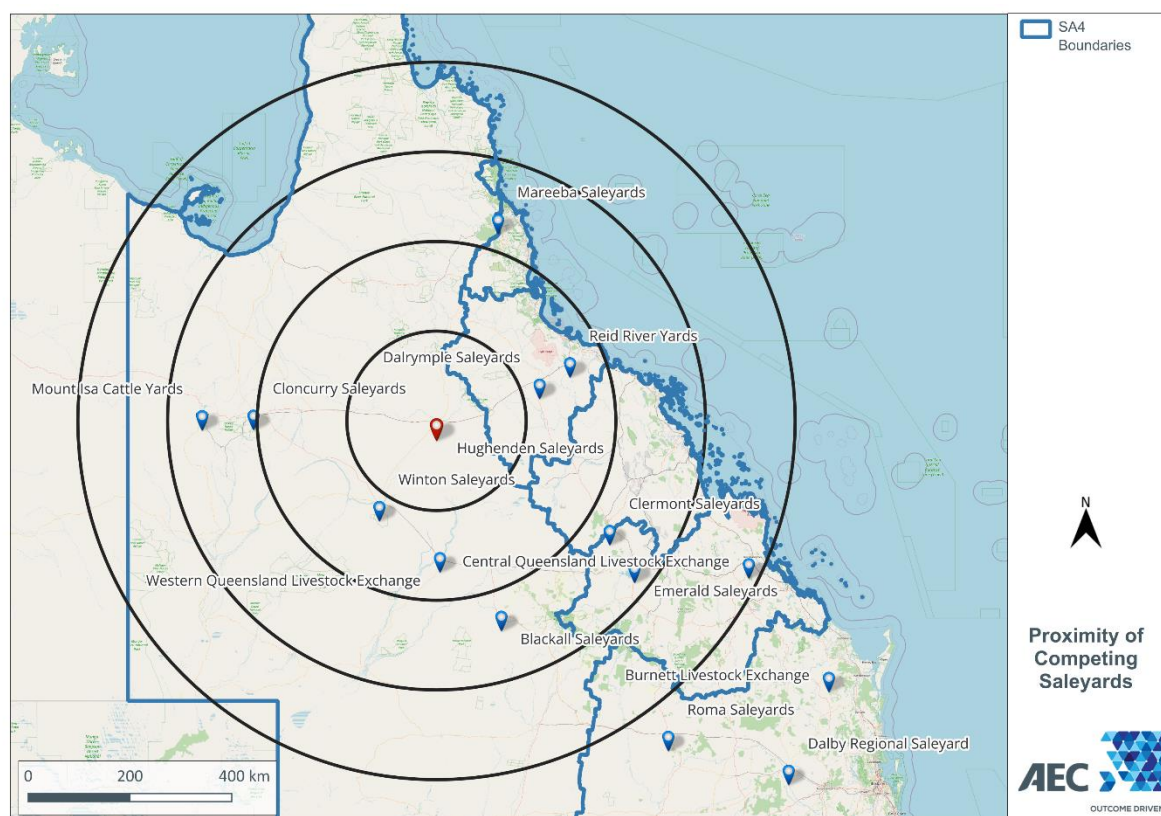 SA4
Boundaries
Mareeba Saleyards
Reid River Yards
Dalrymple Saleyards
Mount Isa Cattle Yards
Cloncurry Saleyards
Hughenden Saleyards
Winton Saleyards
Clermont Saleyards
Central Queensland Livestock Exchange
Western Queensland Livestock Exchange
Emerald Saleyards
Blackall Saleyards
Burnett Livestock Exchange
Roma Saleyards
Dalby Regional Saleyard
N
Proximity of
Competing
Saleyards
0 200 400 km
AEC
OUTCOME DRIVEN